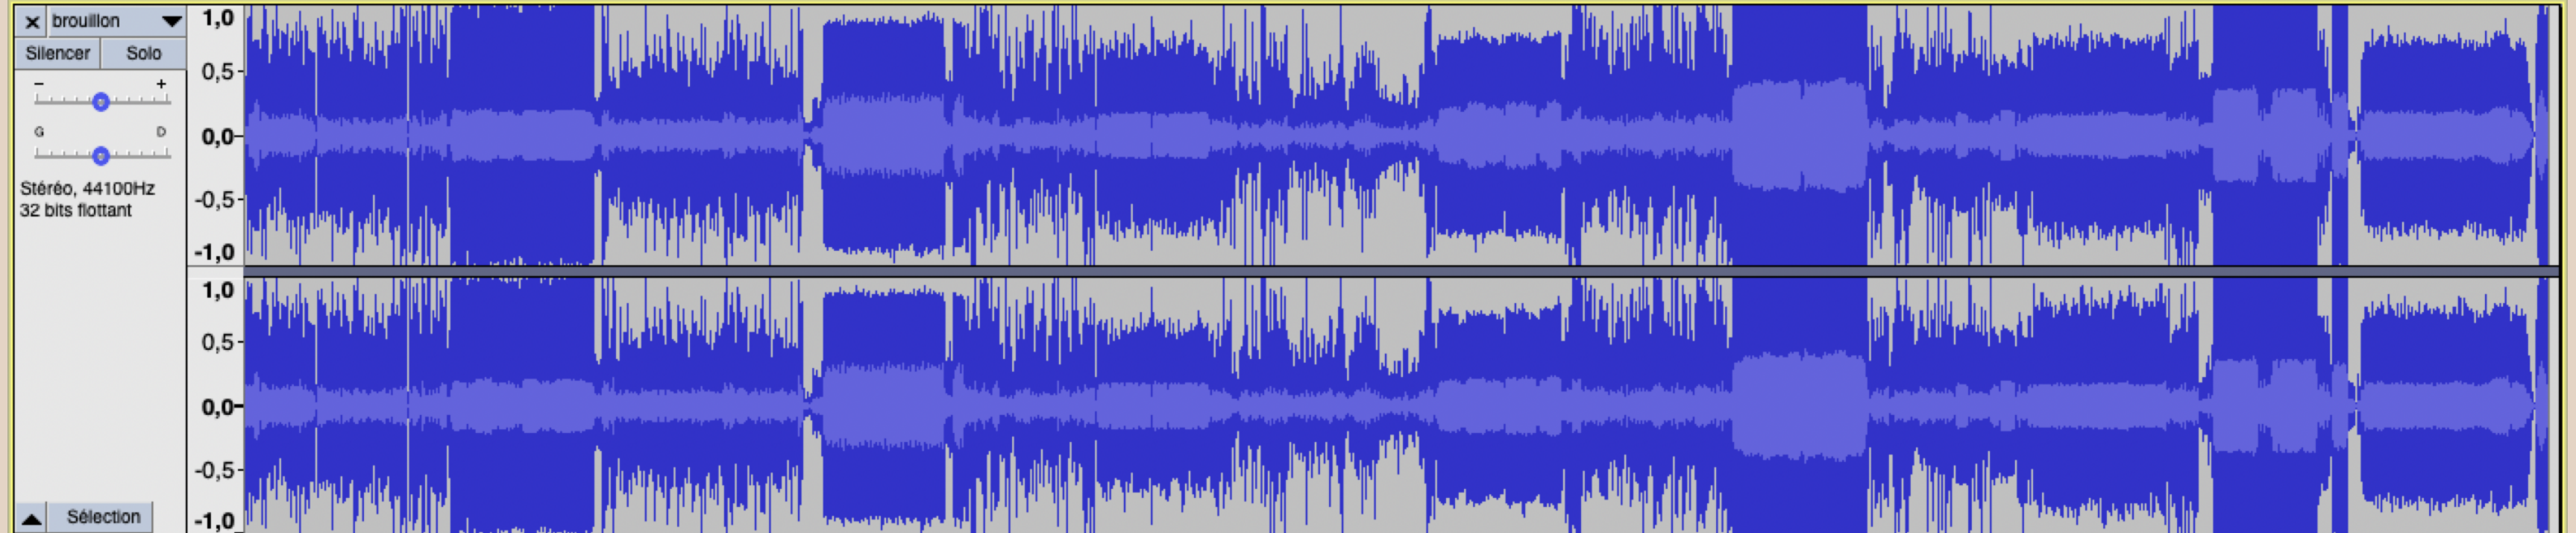 × brouillon ▼
Silencer Solo
- +
G D
Stéréo, 44100Hz
32 bits flottant
▲ Sélection
1,0
0,5-
0,0-
-0,5-
-1,0
1,0
0,5-
0,0-
-0,5-
-1,0